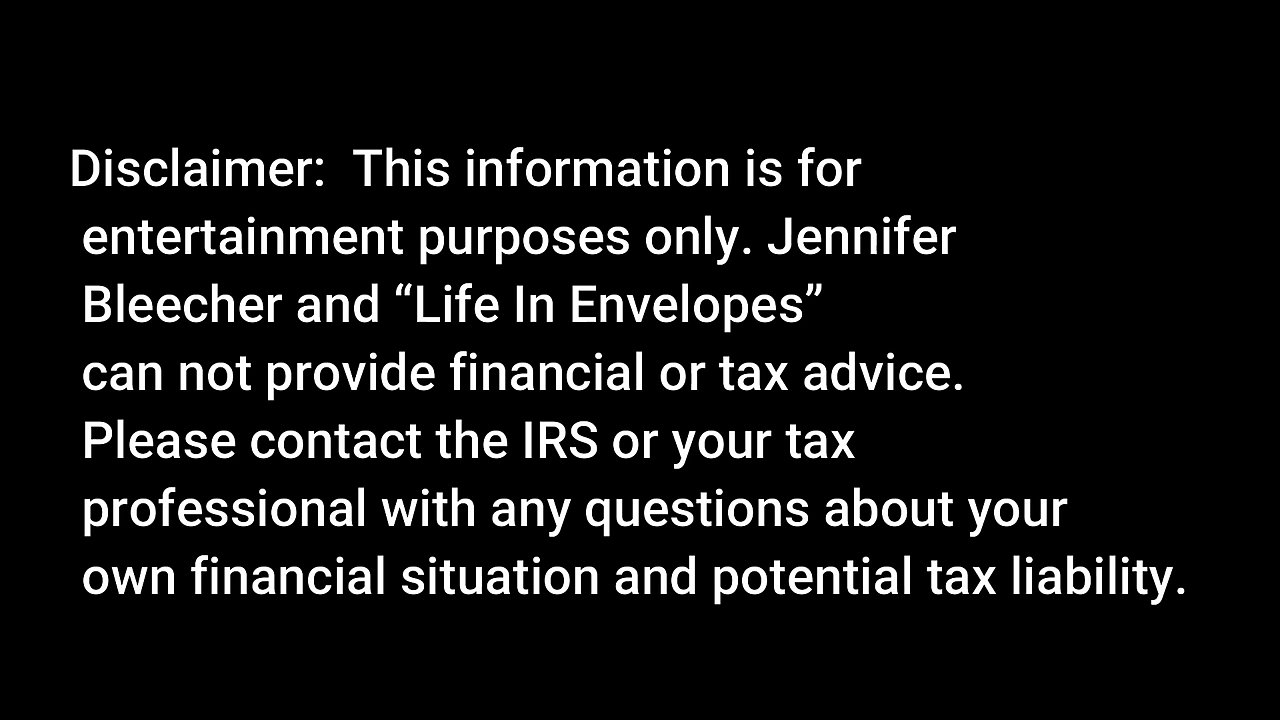 Disclaimer:  This information is for
entertainment purposes only. Jennifer
Bleecher and “Life In Envelopes”
can not provide financial or tax advice.
Please contact the IRS or your tax
professional with any questions about your
own financial situation and potential tax liability.